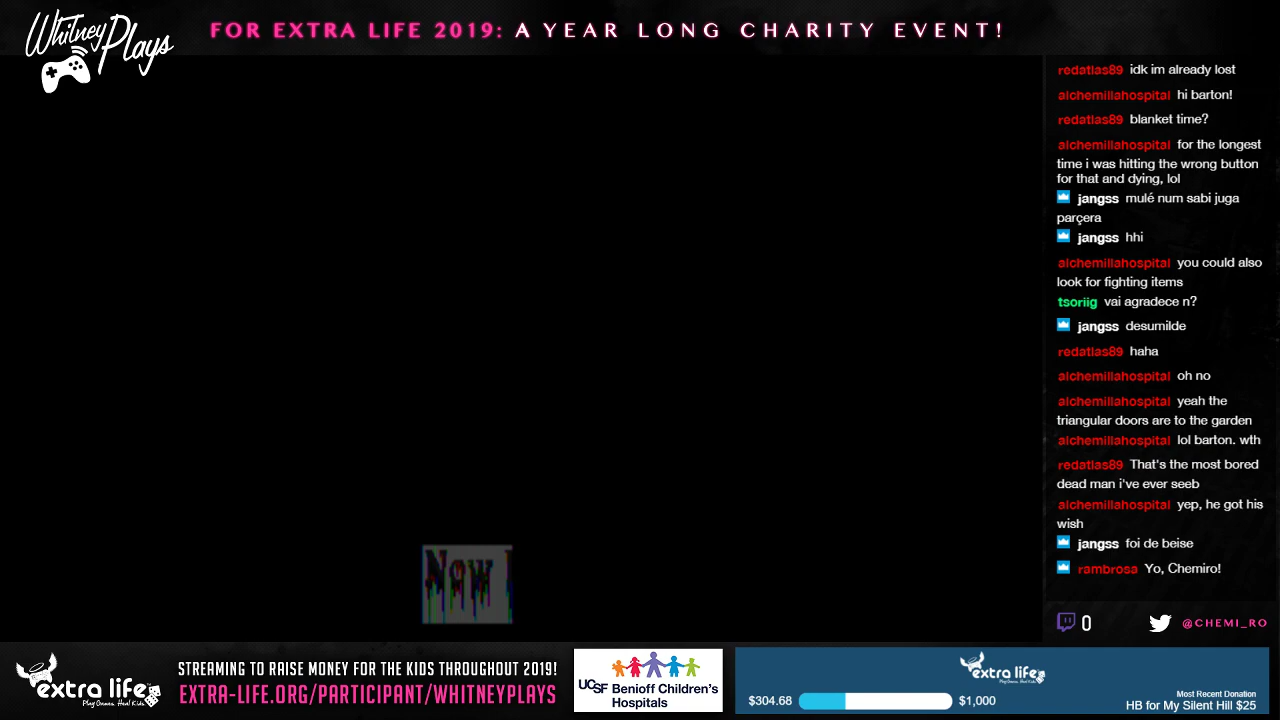 Whitney Plays
FOR EXTRA LIFE 2019: A YEAR LONG CHARITY EVENT!
redatlas89 idk im already lost
alchemillahospital hi barton!
redatlas89 blanket time?
alchemillahospital for the longest
time i was hitting the wrong button
for that and dying, lol
jangss mulé num sabi juga
parçera
jangss hhi
alchemillahospital you could also
look for fighting items
tsoriig vai agradece n?
jangss desumilde
redatlas89 haha
alchemillahospital oh no
alchemillahospital yeah the
triangular doors are to the garden
alchemillahospital lol barton. wth
redatlas89 That's the most bored
dead man i've ever seeb
alchemillahospital yep, he got his
wish
jangss foi de beise
rambrosa Yo, Chemiro!
Now
0
@CHEMI_RO
extra life
Play Games. Heal Kids.
STREAMING TO RAISE MONEY FOR THE KIDS THROUGHOUT 2019!
EXTRA-LIFE.ORG/PARTICIPANT/WHITNEYPLAYS
UCSF Benioff Children's
Hospitals
extra life
$304.68
$1,000
Most Recent Donation
HB for My Silent Hill $25